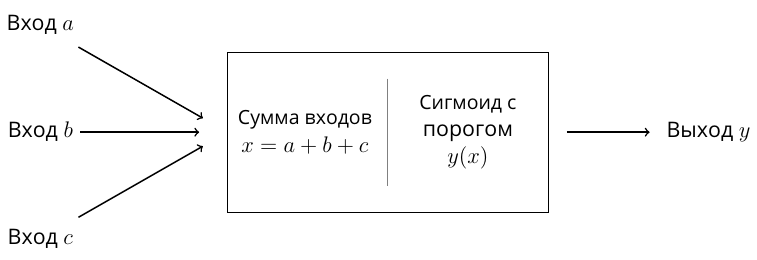 Вход a
Вход b
Вход c
Сумма входов
x = a + b + c
Сигмоид с
порогом
y(x)
Выход y